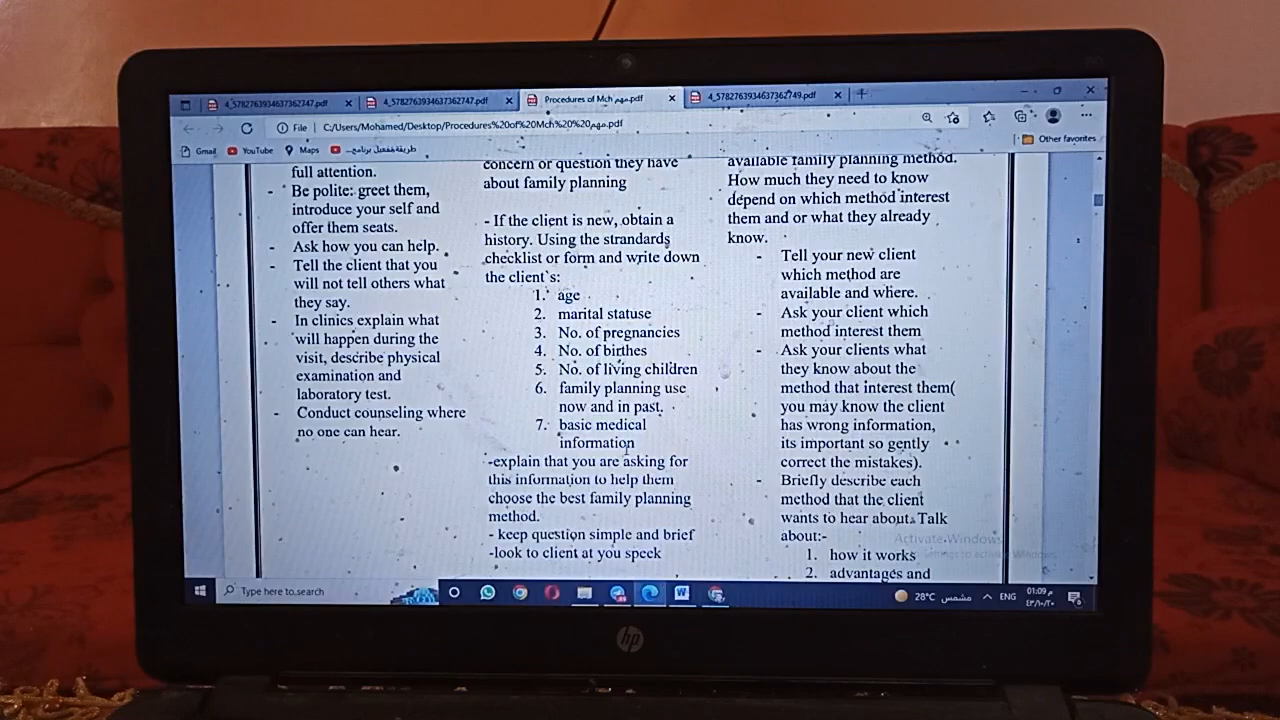 4_5782763934637362747.pdf
4_5782763934637362747.pdf
Procedures of Mch مهم.pdf
4_5782763934637362749.pdf
File
C:/Users/Mohamed/Desktop/Procedures%20of%20Mch%20%20مهم.pdf
Gmail
YouTube
Maps
Other favorites
full attention.
- Be polite: greet them,
introduce your self and
offer them seats.
- Ask how you can help.
- Tell the client that you
will not tell others what
they say.
- In clinics explain what
will happen during the
visit, describe physical
examination and
laboratory test.
- Conduct counseling where
no one can hear.
concern or question they have
about family planning
- If the client is new, obtain a
history. Using the strandards
checklist or form and write down
the client`s:
1. age
2. marital statuse
3. No. of pregnancies
4. No. of birthes
5. No. of living children
6. family planning use
now and in past.
7. basic medical
information
-explain that you are asking for
this information to help them
choose the best family planning
method.
- keep question simple and brief
-look to client at you speek
available family planning method.
How much they need to know
depend on which method interest
them and or what they already
know.
- Tell your new client
which method are
available and where.
- Ask your client which
method interest them
- Ask your clients what
they know about the
method that interest them(
you may know the client
has wrong information,
its important so gently
correct the mistakes).
- Briefly describe each
method that the client
wants to hear about. Talk
about:-
1. how it works
2. advantages and
Activate Windows
Type here to search
28°C مشمس
ENG
01:09 م
hp